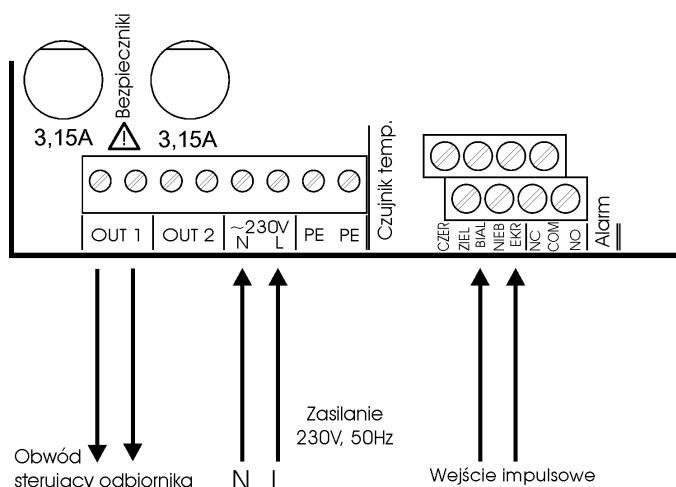 Bezpieczniki
3,15A
3,15A
Czujnik temp.
OUT 1
OUT 2
~230V
N L
PE PE
CZER
ZIEL
BIAL
NIEB
EKR
NC
COM
NO
Alarm
Zasilanie
230V, 50Hz
Obwód
sterujący odbiornika
N L
Wejście impulsowe